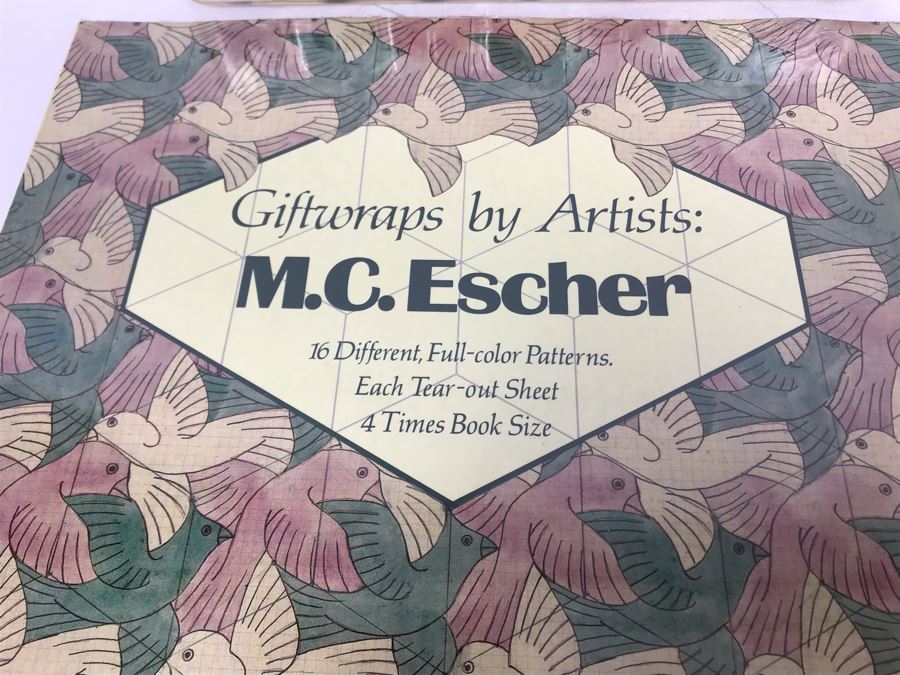 Giftwraps by Artists:
M.C. Escher
16 Different, Full-color Patterns.
Each Tear-out Sheet
4 Times Book Size